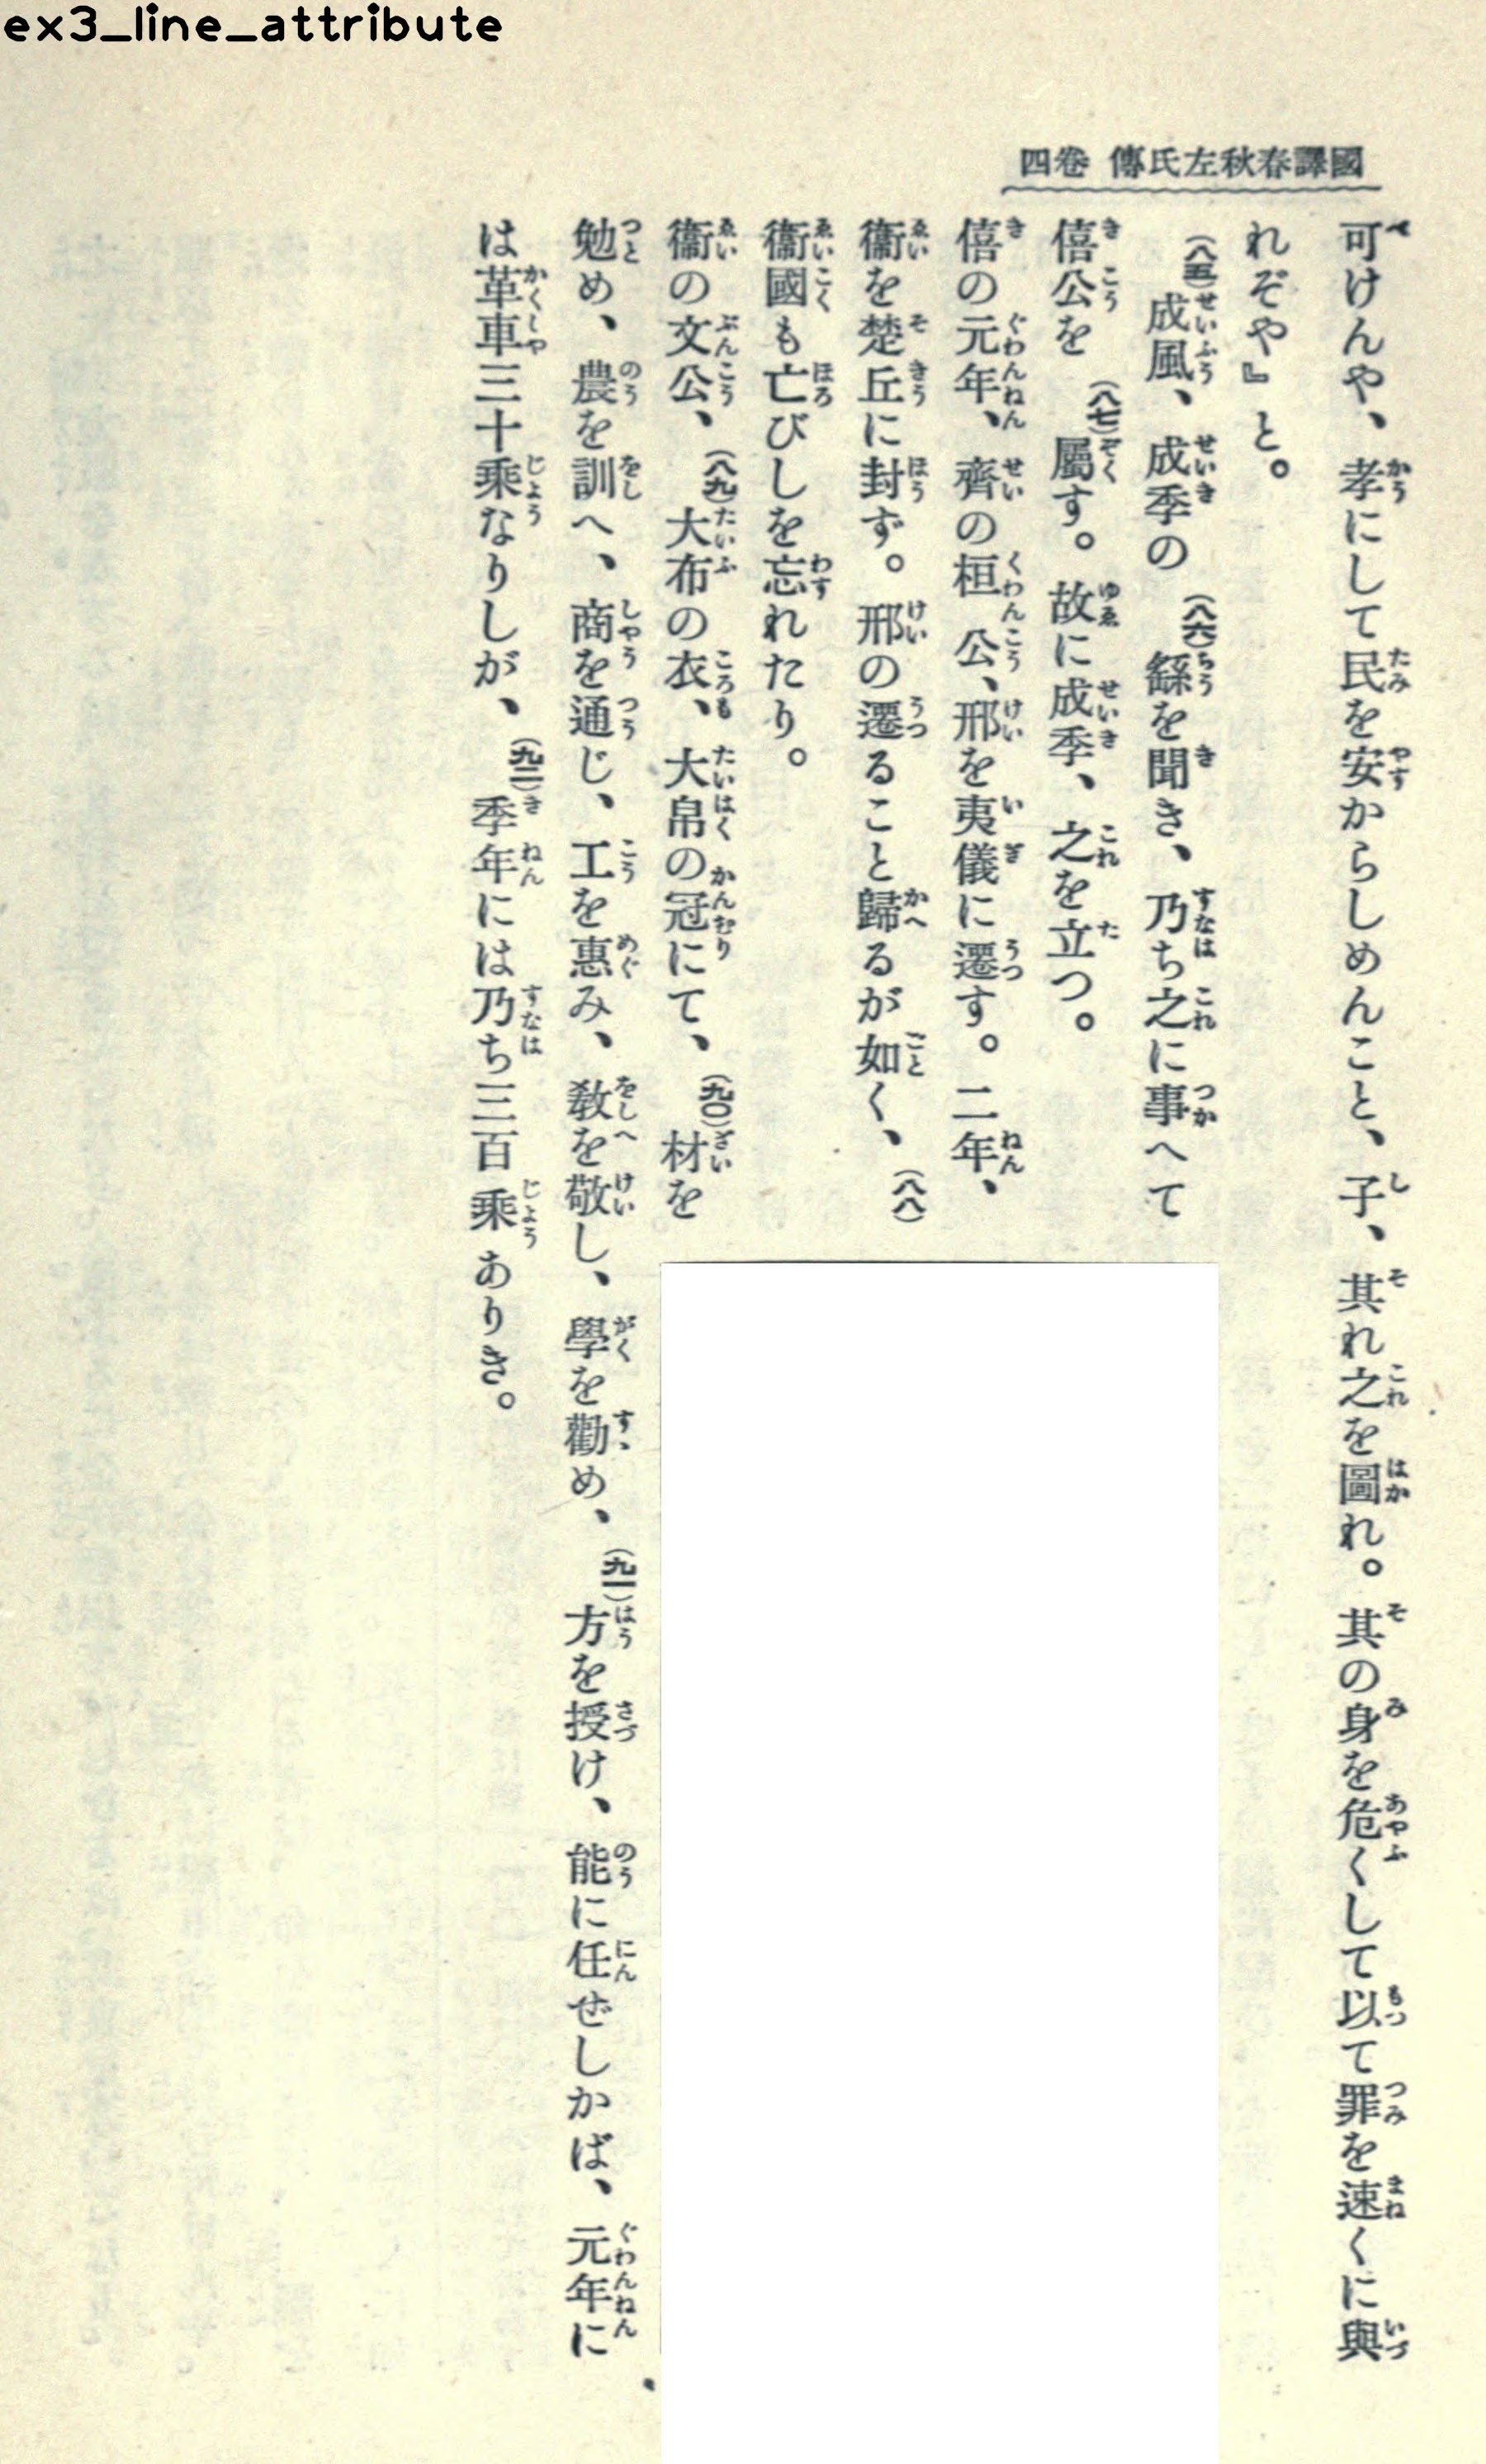 ex3_line_attribute
國譯春秋左氏傳 卷四
可けんや、孝にして民を安からしめんこと、子、其れ之を圖れ。其の身を危くして以て罪を速くに與
れぞや』と。
(八五)成風、成季の(八六)繇を聞き、乃ち之に事へて
僖公を(八七)屬す。故に成季、之を立つ。
僖の元年、齊の桓公、邢を夷儀に遷す。二年、
衞を楚丘に封ず。邢の遷ること歸るが如く、(八八)
衞國も亡びしを忘れたり。
衞の文公、(八九)大布の衣、大帛の冠にて、(九〇)材を
勉め、農を訓へ、商を通じ、工を惠み、敎を敬し、學を勸め、(九一)方を授け、能に任ぜしかば、元年に
は革車三十乘なりしが、(九二)季年には乃ち三百乘ありき。